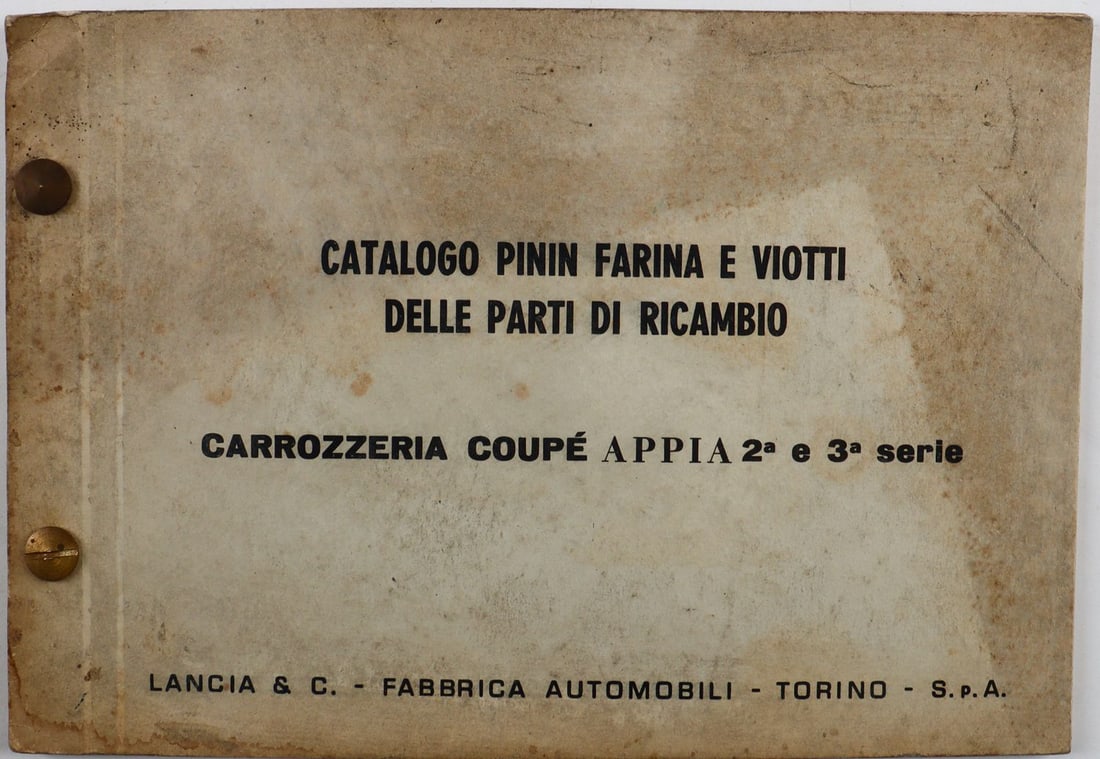 CATALOGO PININ FARINA E VIOTTI
DELLE PARTI DI RICAMBIO
CARROZZERIA COUPÉ APPIA 2ª e 3ª serie
LANCIA & C. - FABBRICA AUTOMOBILI - TORINO - S.p.A.